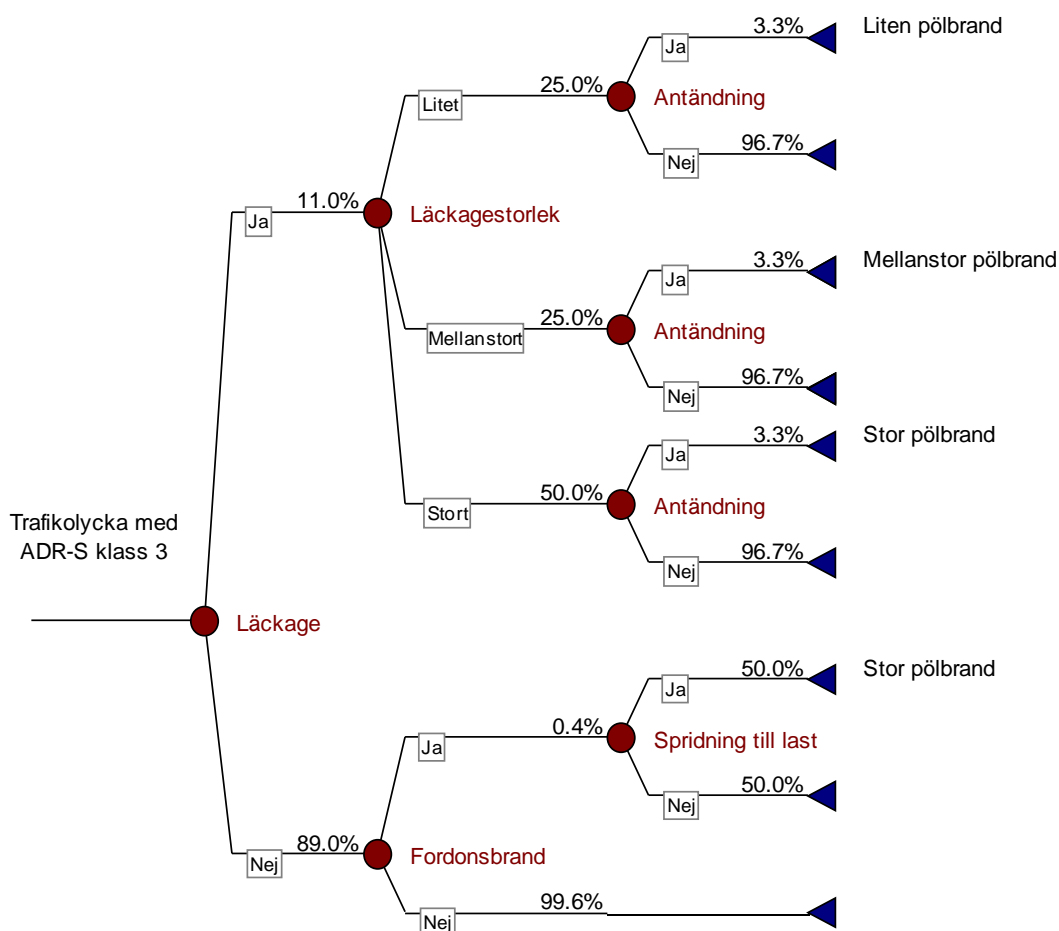 Ja
3.3%
Liten pölbrand
Litet
25.0%
Antändning
Nej
96.7%
Ja
11.0%
Läckagestorlek
Ja
3.3%
Mellanstor pölbrand
Mellanstort
25.0%
Antändning
Nej
96.7%
Ja
3.3%
Stor pölbrand
Stort
50.0%
Antändning
Nej
96.7%
Trafikolycka med
ADR-S klass 3
Läckage
Ja
50.0%
Stor pölbrand
Ja
0.4%
Spridning till last
Nej
50.0%
Nej
89.0%
Fordonsbrand
Nej
99.6%